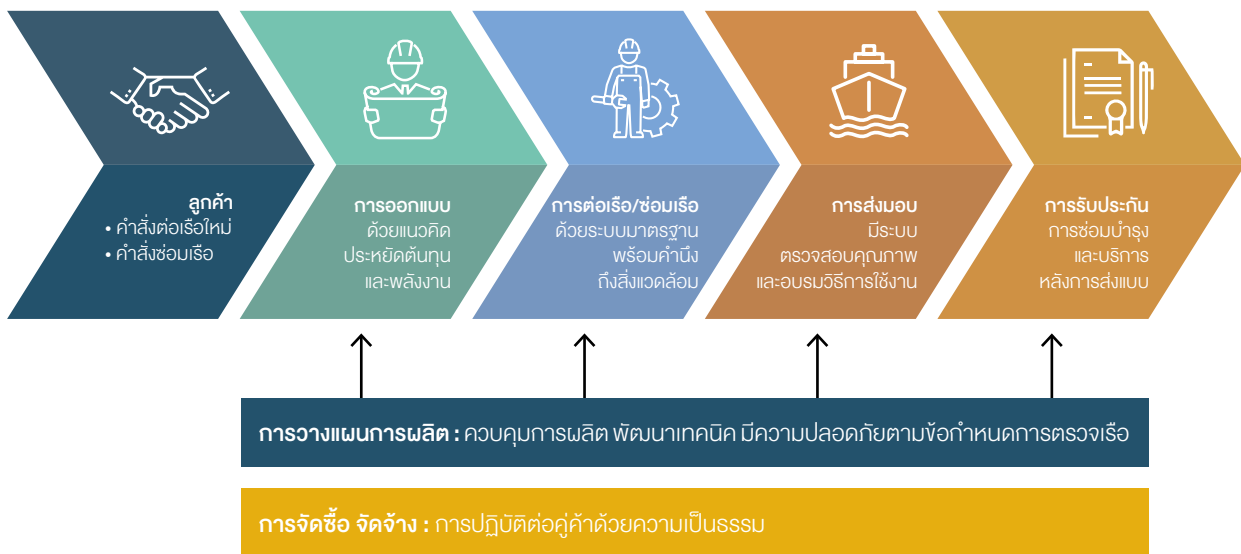 ลูกค้า
• คำสั่งต่อเรือใหม่
• คำสั่งซ่อมเรือ
การออกแบบ
ด้วยแนวคิด
ประหยัดต้นทุน
และพลังงาน
การต่อเรือ/ซ่อมเรือ
ด้วยระบบมาตรฐาน
พร้อมคำนึง
ถึงสิ่งแวดล้อม
การส่งมอบ
มีระบบ
ตรวจสอบคุณภาพ
และอบรมวิธีการใช้งาน
การรับประกัน
การซ่อมบำรุง
และบริการ
หลังการส่งแบบ
การวางแผนการผลิต : ควบคุมการผลิต พัฒนาเทคนิค มีความปลอดภัยตามข้อกำหนดการตรวจเรือ
การจัดซื้อ จัดจ้าง : การปฏิบัติต่อคู่ค้าด้วยความเป็นธรรม